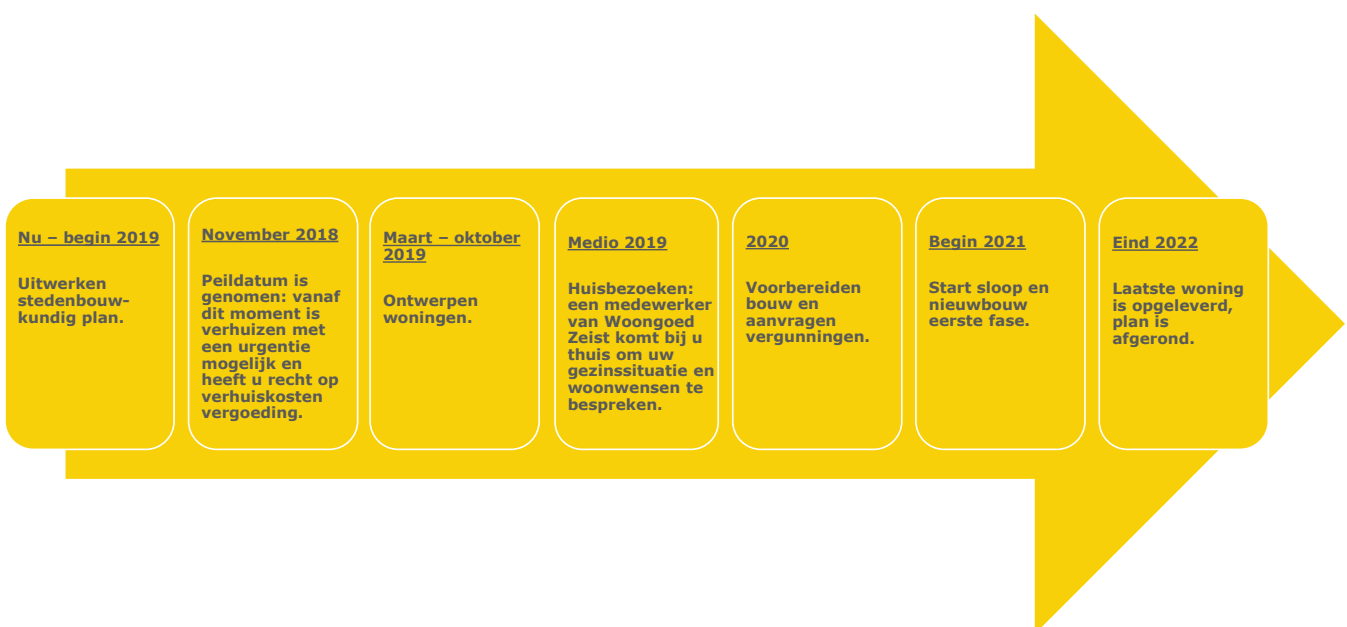 Nu – begin 2019
Uitwerken
stedenbouw-
kundig plan.
November 2018
Peildatum is
genomen: vanaf
dit moment is
verhuizen met
een urgentie
mogelijk en
heeft u recht op
verhuiskosten
vergoeding.
Maart – oktober
2019
Ontwerpen
woningen.
Medio 2019
Huisbezoeken:
een medewerker
van Woongoed
Zeist komt bij u
thuis om uw
gezinssituatie en
woonwensen te
bespreken.
2020
Voorbereiden
bouw en
aanvragen
vergunningen.
Begin 2021
Start sloop en
nieuwbouw
eerste fase.
Eind 2022
Laatste woning
is opgeleverd,
plan is
afgerond.